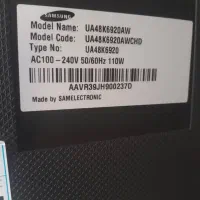 SAMSUNG
Model Name: UA48K6920AW
Model Code: UA48K6920AWCHD
Type No: UA48K6920
AC100 - 240V 50/60Hz 110W
AAVR39JH900237D
Made by SAMELECTRONIC